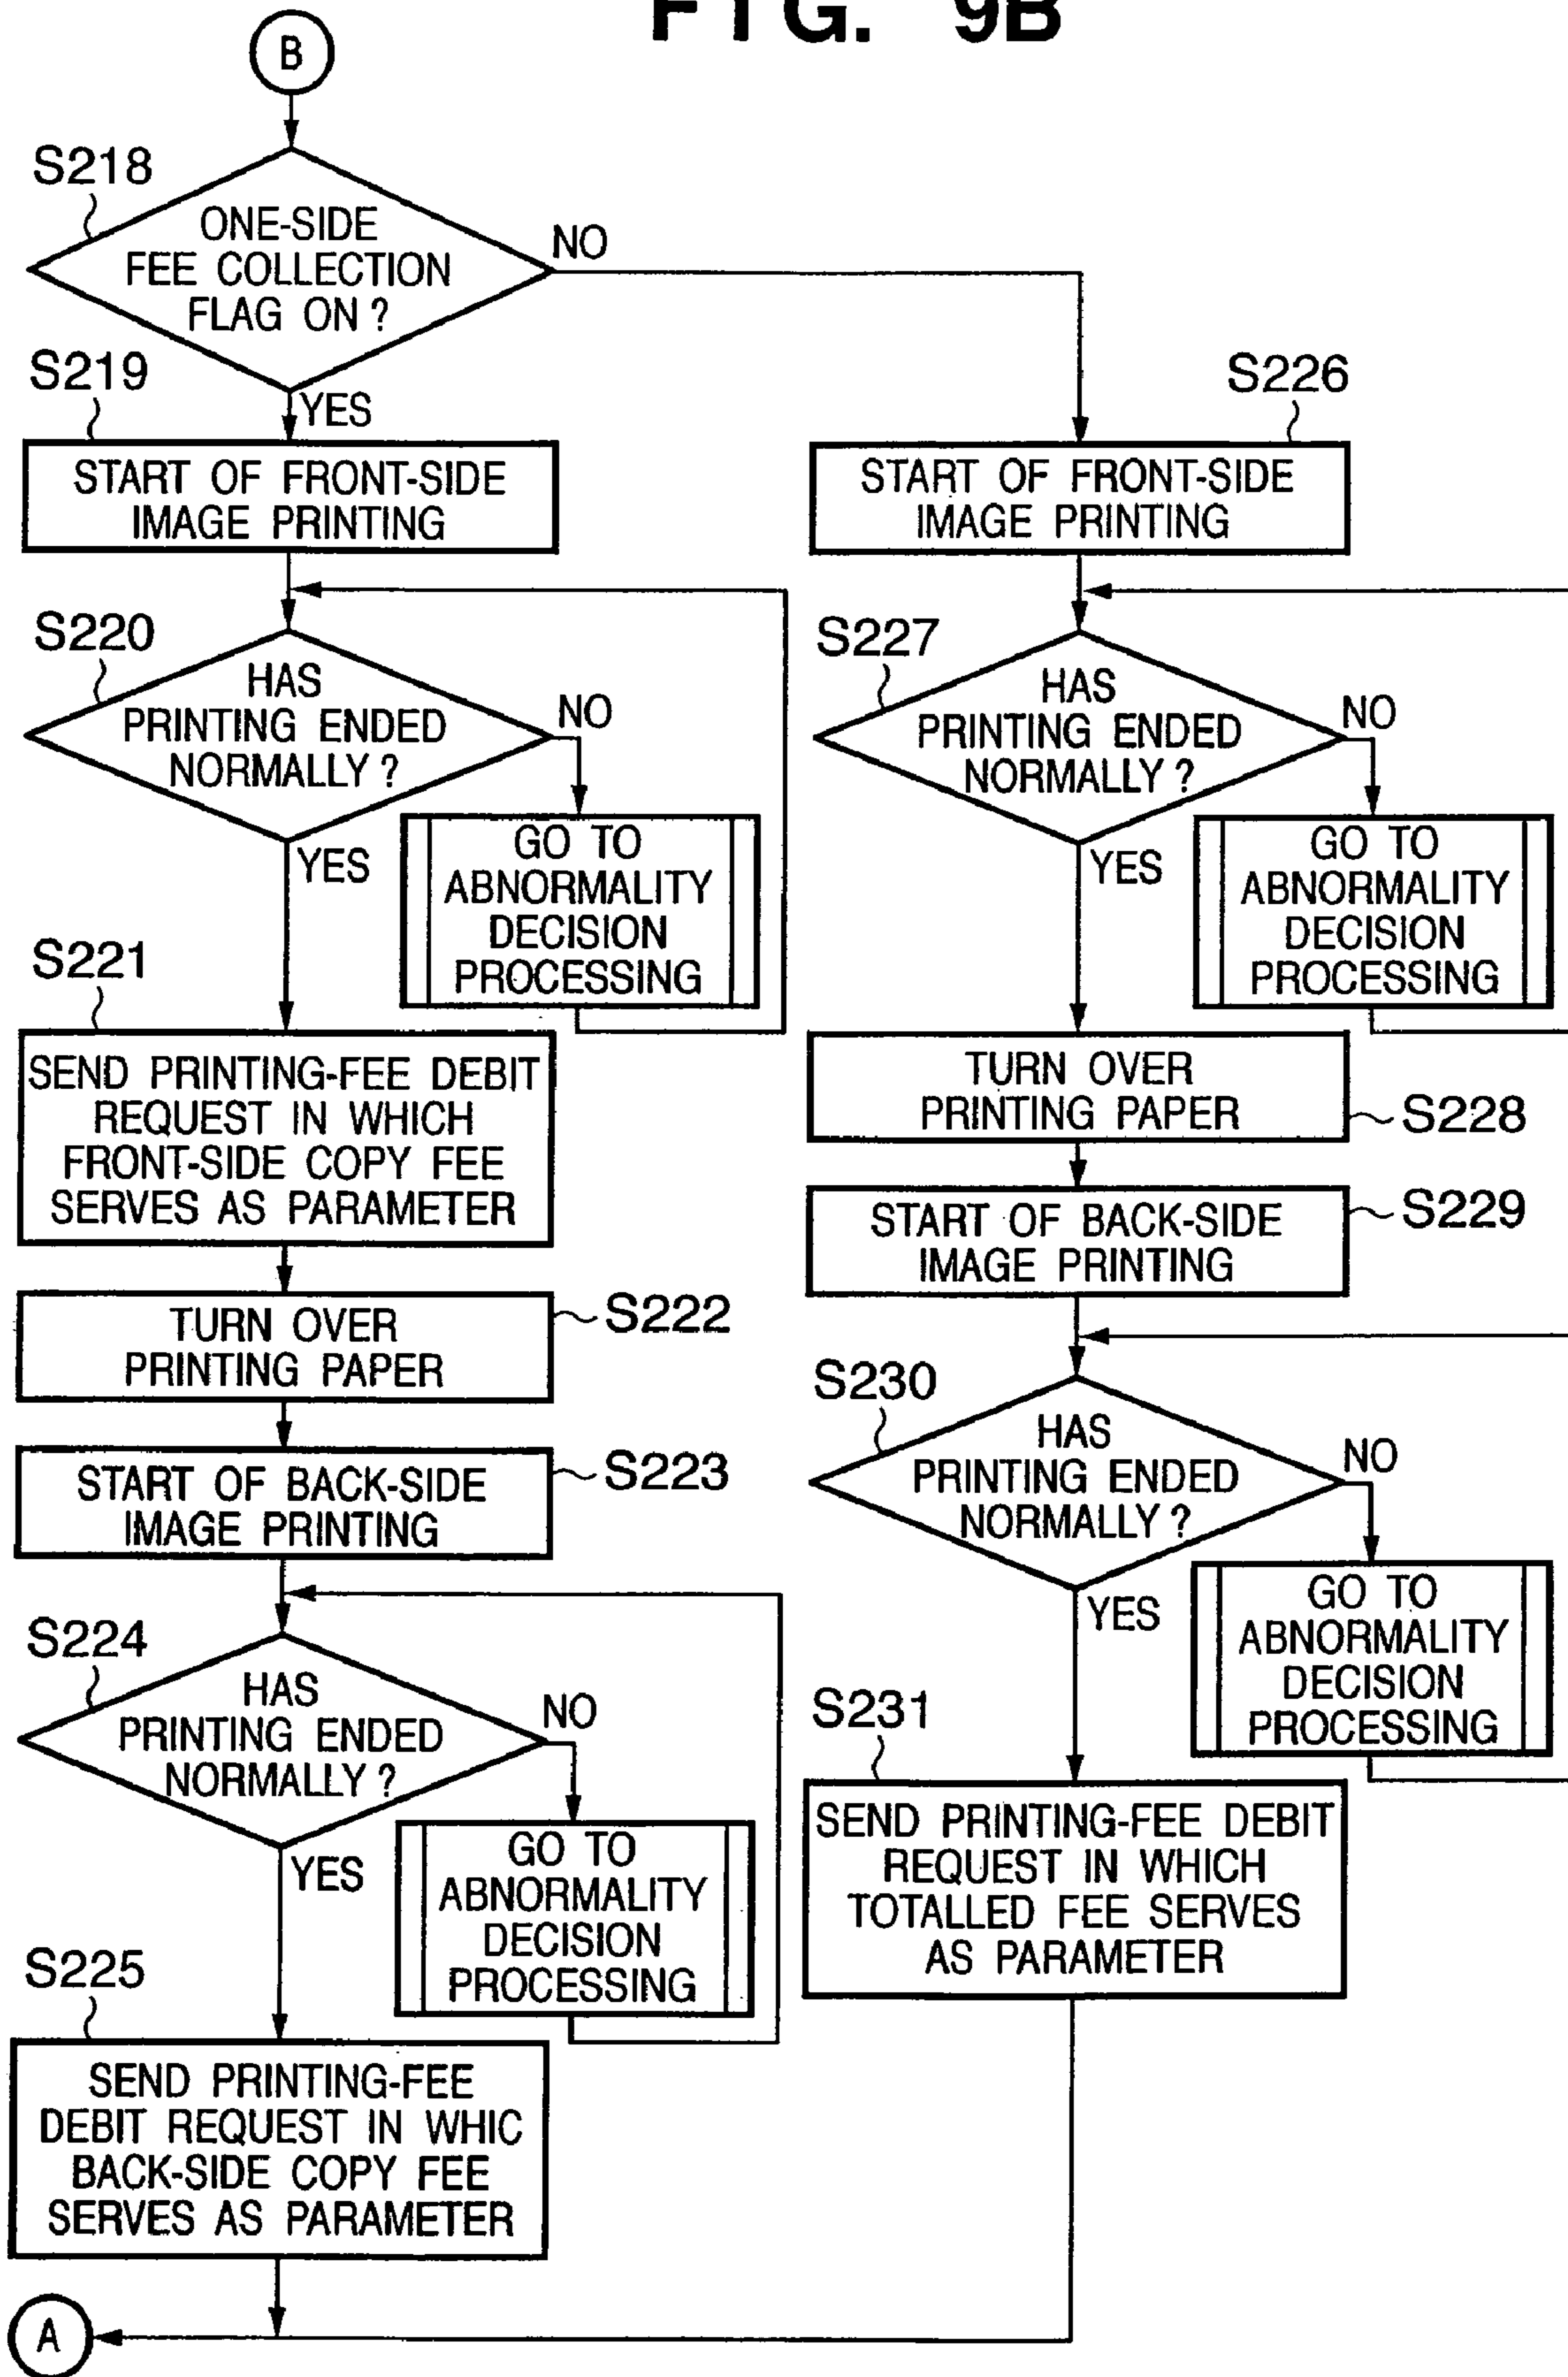 FIG. 9B
B
S218
ONE-SIDE
FEE COLLECTION
FLAG ON ?
NO
YES
S219
START OF FRONT-SIDE
IMAGE PRINTING
S220
HAS
PRINTING ENDED
NORMALLY ?
NO
YES
GO TO
ABNORMALITY
DECISION
PROCESSING
S221
SEND PRINTING-FEE DEBIT
REQUEST IN WHICH
FRONT-SIDE COPY FEE
SERVES AS PARAMETER
TURN OVER
PRINTING PAPER
S222
START OF BACK-SIDE
IMAGE PRINTING
S223
S224
HAS
PRINTING ENDED
NORMALLY ?
NO
YES
GO TO
ABNORMALITY
DECISION
PROCESSING
S225
SEND PRINTING-FEE
DEBIT REQUEST IN WHIC
BACK-SIDE COPY FEE
SERVES AS PARAMETER
A
S226
START OF FRONT-SIDE
IMAGE PRINTING
S227
HAS
PRINTING ENDED
NORMALLY ?
NO
YES
GO TO
ABNORMALITY
DECISION
PROCESSING
TURN OVER
PRINTING PAPER
S228
START OF BACK-SIDE
IMAGE PRINTING
S229
S230
HAS
PRINTING ENDED
NORMALLY ?
NO
YES
GO TO
ABNORMALITY
DECISION
PROCESSING
S231
SEND PRINTING-FEE DEBIT
REQUEST IN WHICH
TOTALLED FEE SERVES
AS PARAMETER